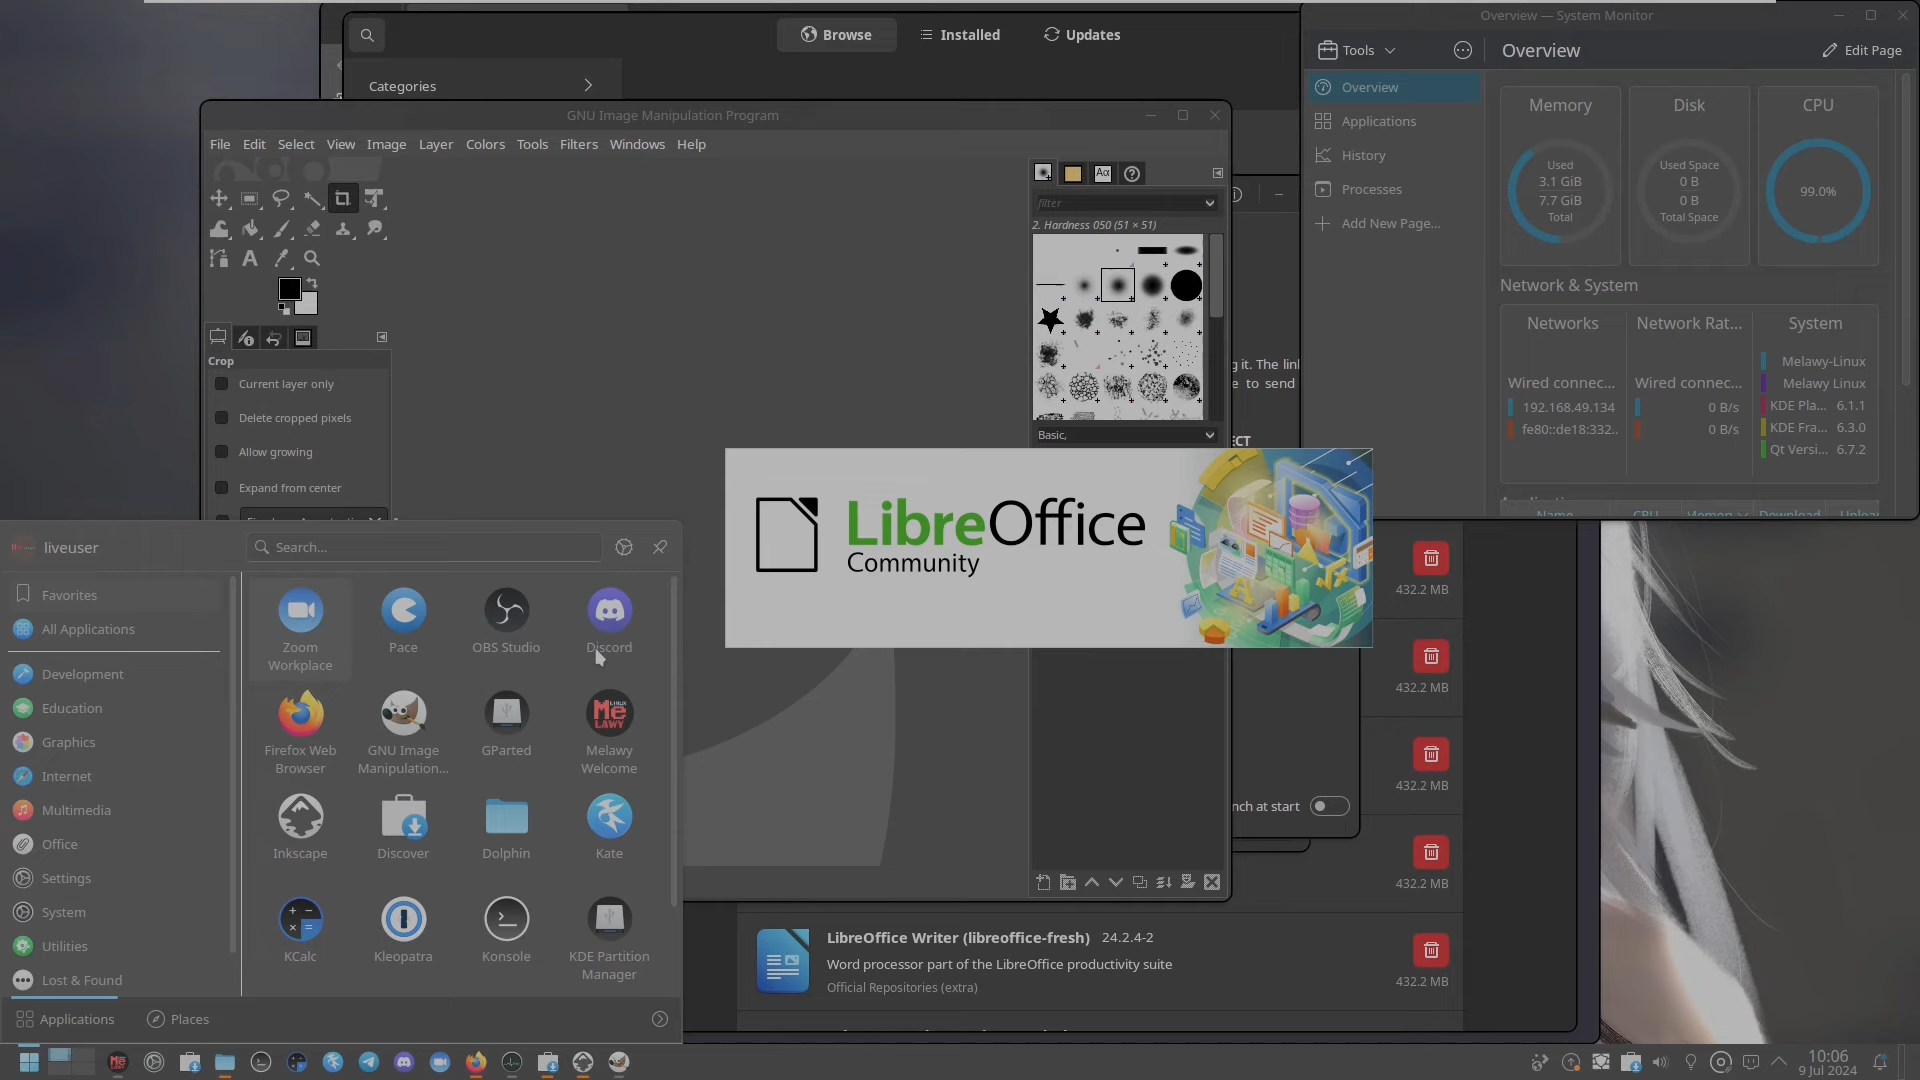 Browse
Installed
Updates
Categories
Overview — System Monitor
Tools
Overview
Edit Page
Overview
Applications
History
Processes
Add New Page...
Memory
Used
3.1 GiB
7.7 GiB
Total
Disk
Used Space
0 B
0 B
Total Space
CPU
99.0%
Network & System
Networks
Wired connec...
192.168.49.134
fe80::de18:332..
Network Rat...
Wired connec...
0 B/s
0 B/s
System
Melawy-Linux
Melawy Linux
KDE Pla... 6.1.1
KDE Fra... 6.3.0
Qt Versi... 6.7.2
Name CPU Memory Download Upload
GNU Image Manipulation Program
File Edit Select View Image Layer Colors Tools Filters Windows Help
filter
2. Hardness 050 (51 × 51)
Basic,
Crop
Current layer only
Delete cropped pixels
Allow growing
Expand from center
g it. The lin
e to send
ECT
LibreOffice
Community
liveuser
Search...
Favorites
All Applications
Development
Education
Graphics
Internet
Multimedia
Office
Settings
System
Utilities
Lost & Found
Zoom
Workplace
Pace
OBS Studio
Discord
Firefox Web
Browser
GNU Image
Manipulation...
GParted
Melawy
Welcome
Inkscape
Discover
Dolphin
Kate
KCalc
Kleopatra
Konsole
KDE Partition
Manager
Applications
Places
nch at start
432.2 MB
432.2 MB
432.2 MB
432.2 MB
LibreOffice Writer (libreoffice-fresh) 24.2.4-2
Word processor part of the LibreOffice productivity suite
Official Repositories (extra)
432.2 MB
10:06
9 Jul 2024